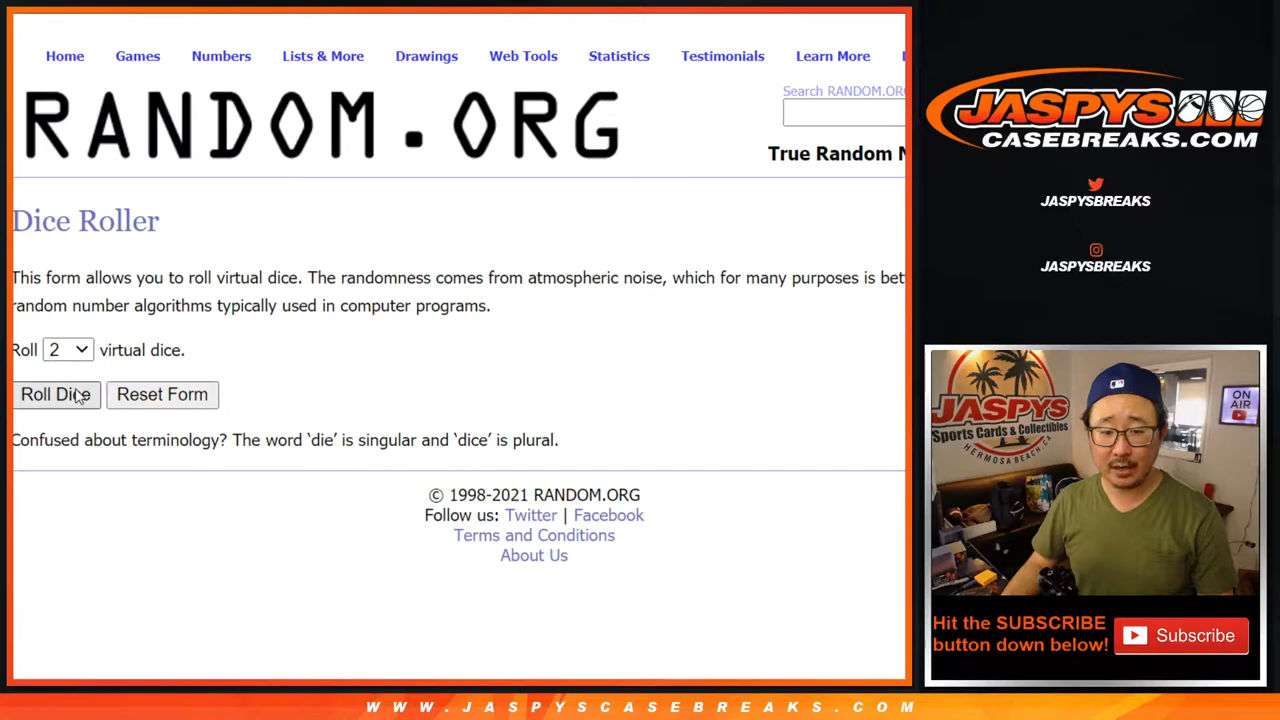 Home Games Numbers Lists & More Drawings Web Tools Statistics Testimonials Learn More
RANDOM.ORG
Search RANDOM.ORG
True Random N
Dice Roller
This form allows you to roll virtual dice. The randomness comes from atmospheric noise, which for many purposes is bet
random number algorithms typically used in computer programs.
Roll 2 virtual dice.
Roll Dice Reset Form
Confused about terminology? The word ‘die’ is singular and ‘dice’ is plural.
© 1998-2021 RANDOM.ORG
Follow us: Twitter | Facebook
Terms and Conditions
About Us
JASPYS
CASEBREAKS.COM
JASPYSBREAKS
JASPYSBREAKS
JASPYS
Sports Cards & Collectibles
HERMOSA BEACH, CA
ON
AIR
Hit the SUBSCRIBE
button down below!
Subscribe
WWW.JASPYSCASEBREAKS.COM